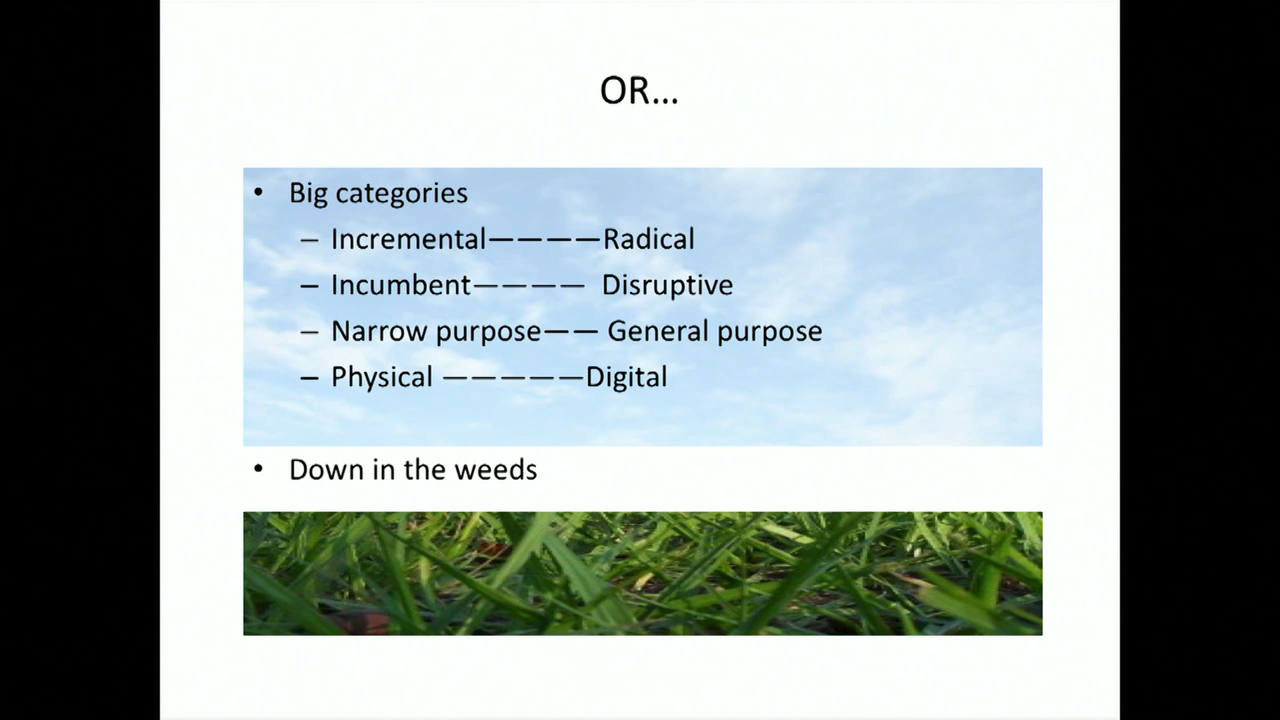 OR...
• Big categories
– Incremental————Radical
– Incumbent———— Disruptive
– Narrow purpose—— General purpose
– Physical —————Digital
• Down in the weeds